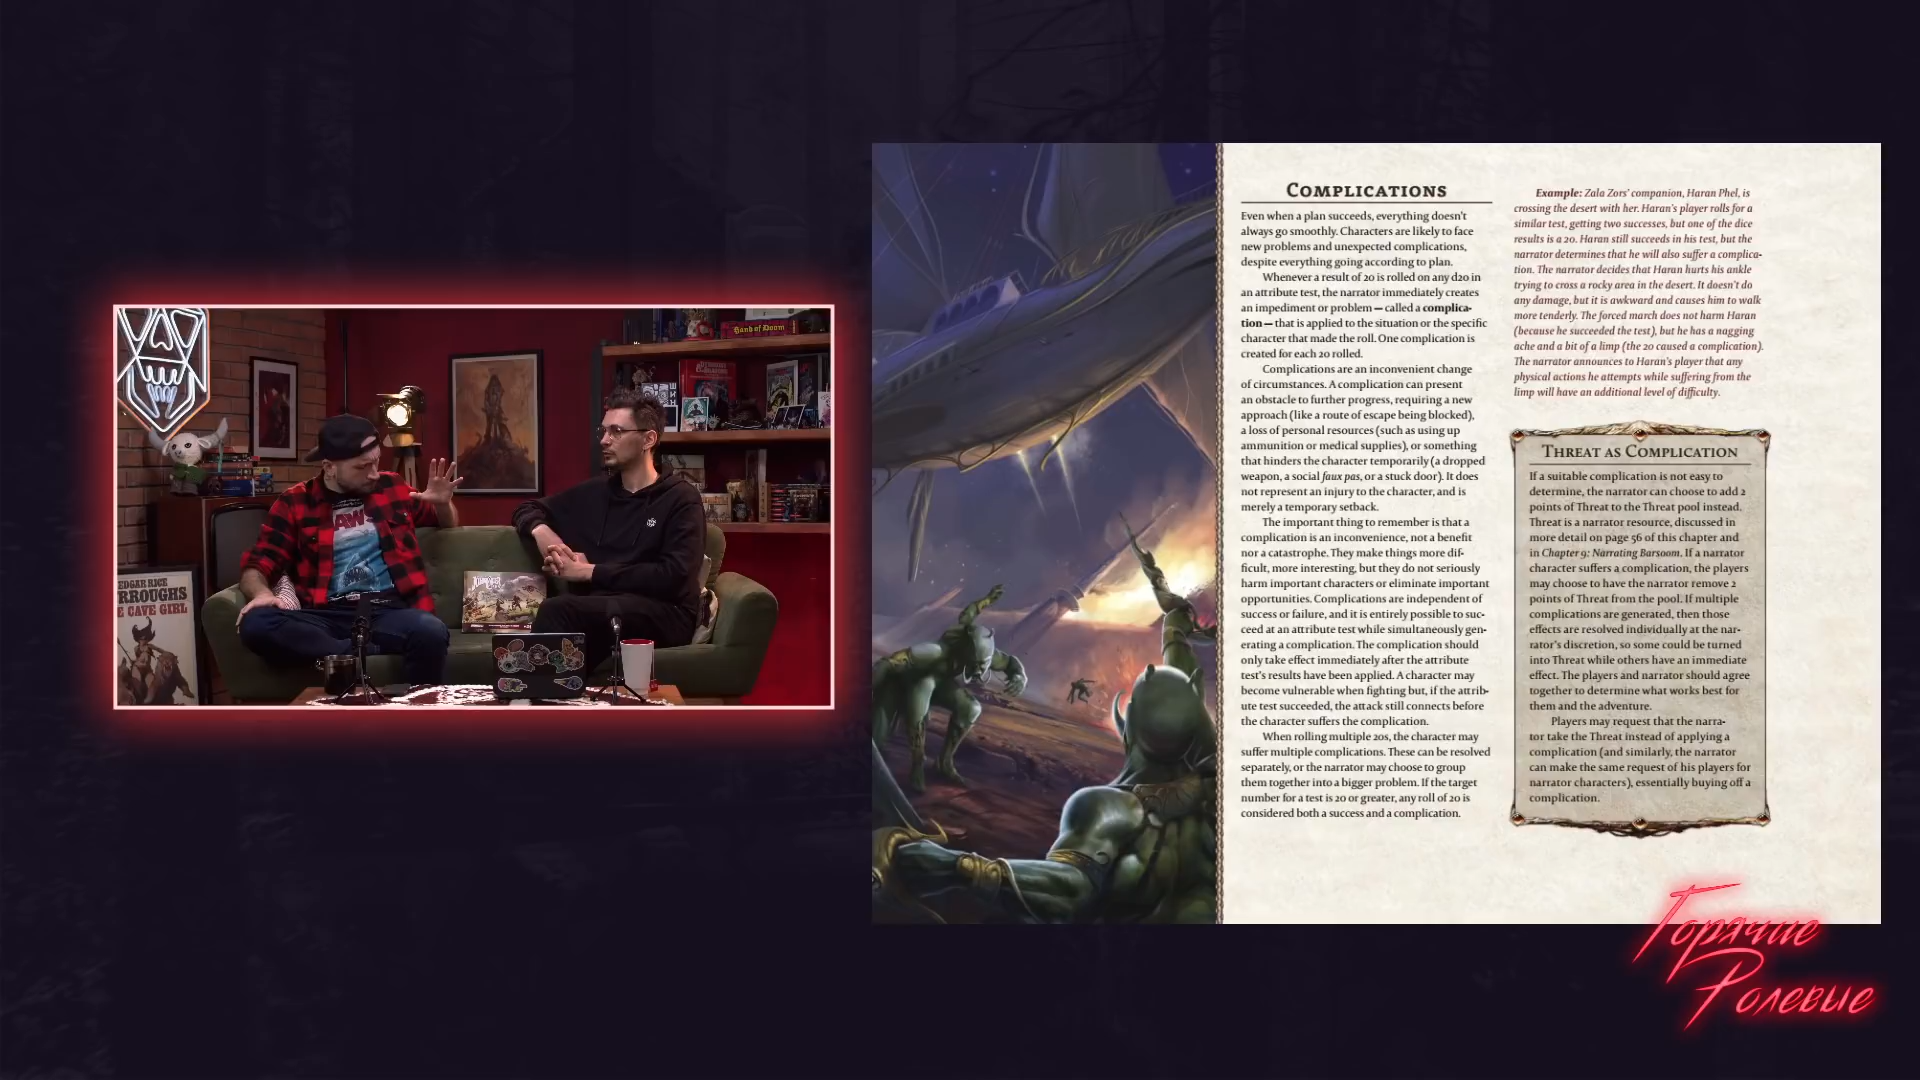 Hand of Doom
EDGAR RICE
RROUGHS
E CAVE GIRL
COMPLICATIONS
Even when a plan succeeds, everything doesn't
always go smoothly. Characters are likely to face
new problems and unexpected complications,
despite everything going according to plan.
Whenever a result of 20 is rolled on any d20 in
an attribute test, the narrator immediately creates
an impediment or problem — called a complica-
tion — that is applied to the situation or the specific
character that made the roll. One complication is
created for each 20 rolled.
Complications are an inconvenient change
of circumstances. A complication can present
an obstacle to further progress, requiring a new
approach (like a route of escape being blocked),
a loss of personal resources (such as using up
ammunition or medical supplies), or something
that hinders the character temporarily (a dropped
weapon, a social faux pas, or a stuck door). It does
not represent an injury to the character, and is
merely a temporary setback.
The important thing to remember is that a
complication is an inconvenience, not a benefit
nor a catastrophe. They make things more dif-
ficult, more interesting, but they do not seriously
harm important characters or eliminate important
opportunities. Complications are independent of
success or failure, and it is entirely possible to suc-
ceed at an attribute test while simultaneously gen-
erating a complication. The complication should
only take effect immediately after the attribute
test's results have been applied. A character may
become vulnerable when fighting but, if the attrib-
ute test succeeded, the attack still connects before
the character suffers the complication.
When rolling multiple 20s, the character may
suffer multiple complications. These can be resolved
separately, or the narrator may choose to group
them together into a bigger problem. If the target
number for a test is 20 or greater, any roll of 20 is
considered both a success and a complication.
Example: Zala Zors' companion, Haran Phel, is
crossing the desert with her. Haran's player rolls for a
similar test, getting two successes, but one of the dice
results is a 20. Haran still succeeds in his test, but the
narrator determines that he will also suffer a complica-
tion. The narrator decides that Haran hurts his ankle
trying to cross a rocky area in the desert. It doesn't do
any damage, but it is awkward and causes him to walk
more tenderly. The forced march does not harm Haran
(because he succeeded the test), but he has a nagging
ache and a bit of a limp (the 20 caused a complication).
The narrator announces to Haran's player that any
physical actions he attempts while suffering from the
limp will have an additional level of difficulty.
THREAT AS COMPLICATION
If a suitable complication is not easy to
determine, the narrator can choose to add 2
points of Threat to the Threat pool instead.
Threat is a narrator resource, discussed in
more detail on page 56 of this chapter and
in Chapter 9: Narrating Barsoom. If a narrator
character suffers a complication, the players
may choose to have the narrator remove 2
points of Threat from the pool. If multiple
complications are generated, then those
effects are resolved individually at the nar-
rator's discretion, so some could be turned
into Threat while others have an immediate
effect. The players and narrator should agree
together to determine what works best for
them and the adventure.
Players may request that the narra-
tor take the Threat instead of applying a
complication (and similarly, the narrator
can make the same request of his players for
narrator characters), essentially buying off a
complication.
Горячие
Ролевые